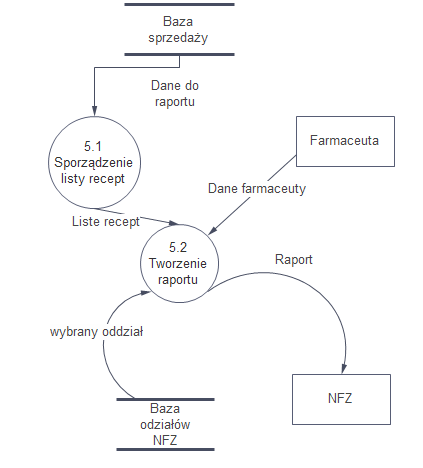 Baza
sprzedaży
Dane do
raportu
5.1
Sporządzenie
listy recept
Farmaceuta
Dane farmaceuty
Liste recept
5.2
Tworzenie
raportu
Raport
wybrany oddział
NFZ
Baza
odziałów
NFZ